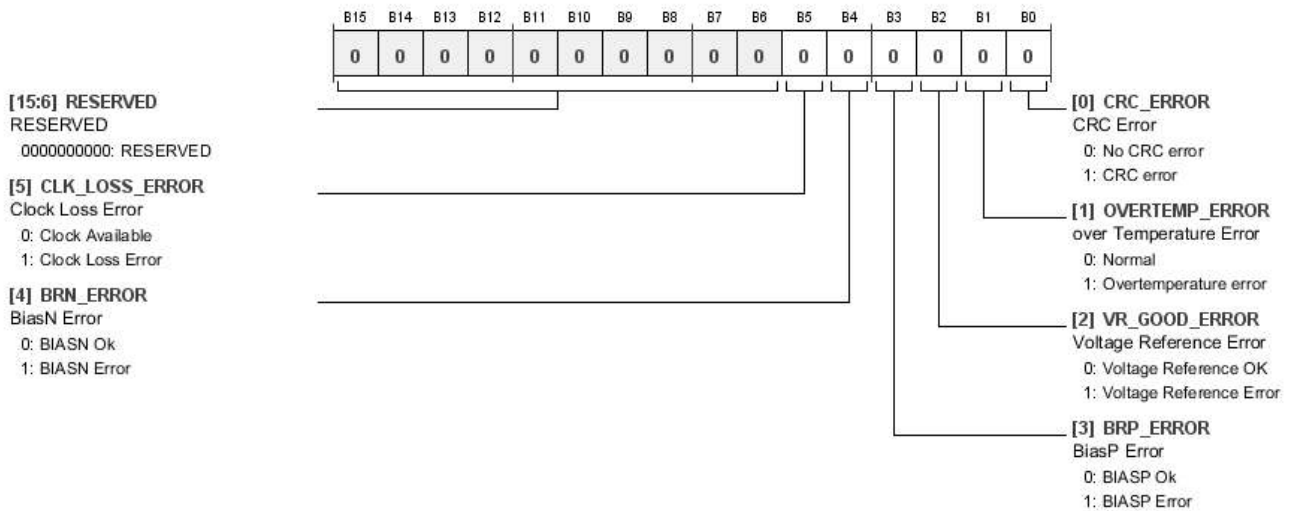 B15 B14 B13 B12 B11 B10 B9 B8 B7 B6 B5 B4 B3 B2 B1 B0
0 0 0 0 0 0 0 0 0 0 0 0 0 0 0 0
[15:6] RESERVED
RESERVED
0000000000: RESERVED
[5] CLK_LOSS_ERROR
Clock Loss Error
0: Clock Available
1: Clock Loss Error
[4] BRN_ERROR
BiasN Error
0: BIASN Ok
1: BIASN Error
[0] CRC_ERROR
CRC Error
0: No CRC error
1: CRC error
[1] OVERTEMP_ERROR
over Temperature Error
0: Normal
1: Overtemperature error
[2] VR_GOOD_ERROR
Voltage Reference Error
0: Voltage Reference OK
1: Voltage Reference Error
[3] BRP_ERROR
BiasP Error
0: BIASP Ok
1: BIASP Error